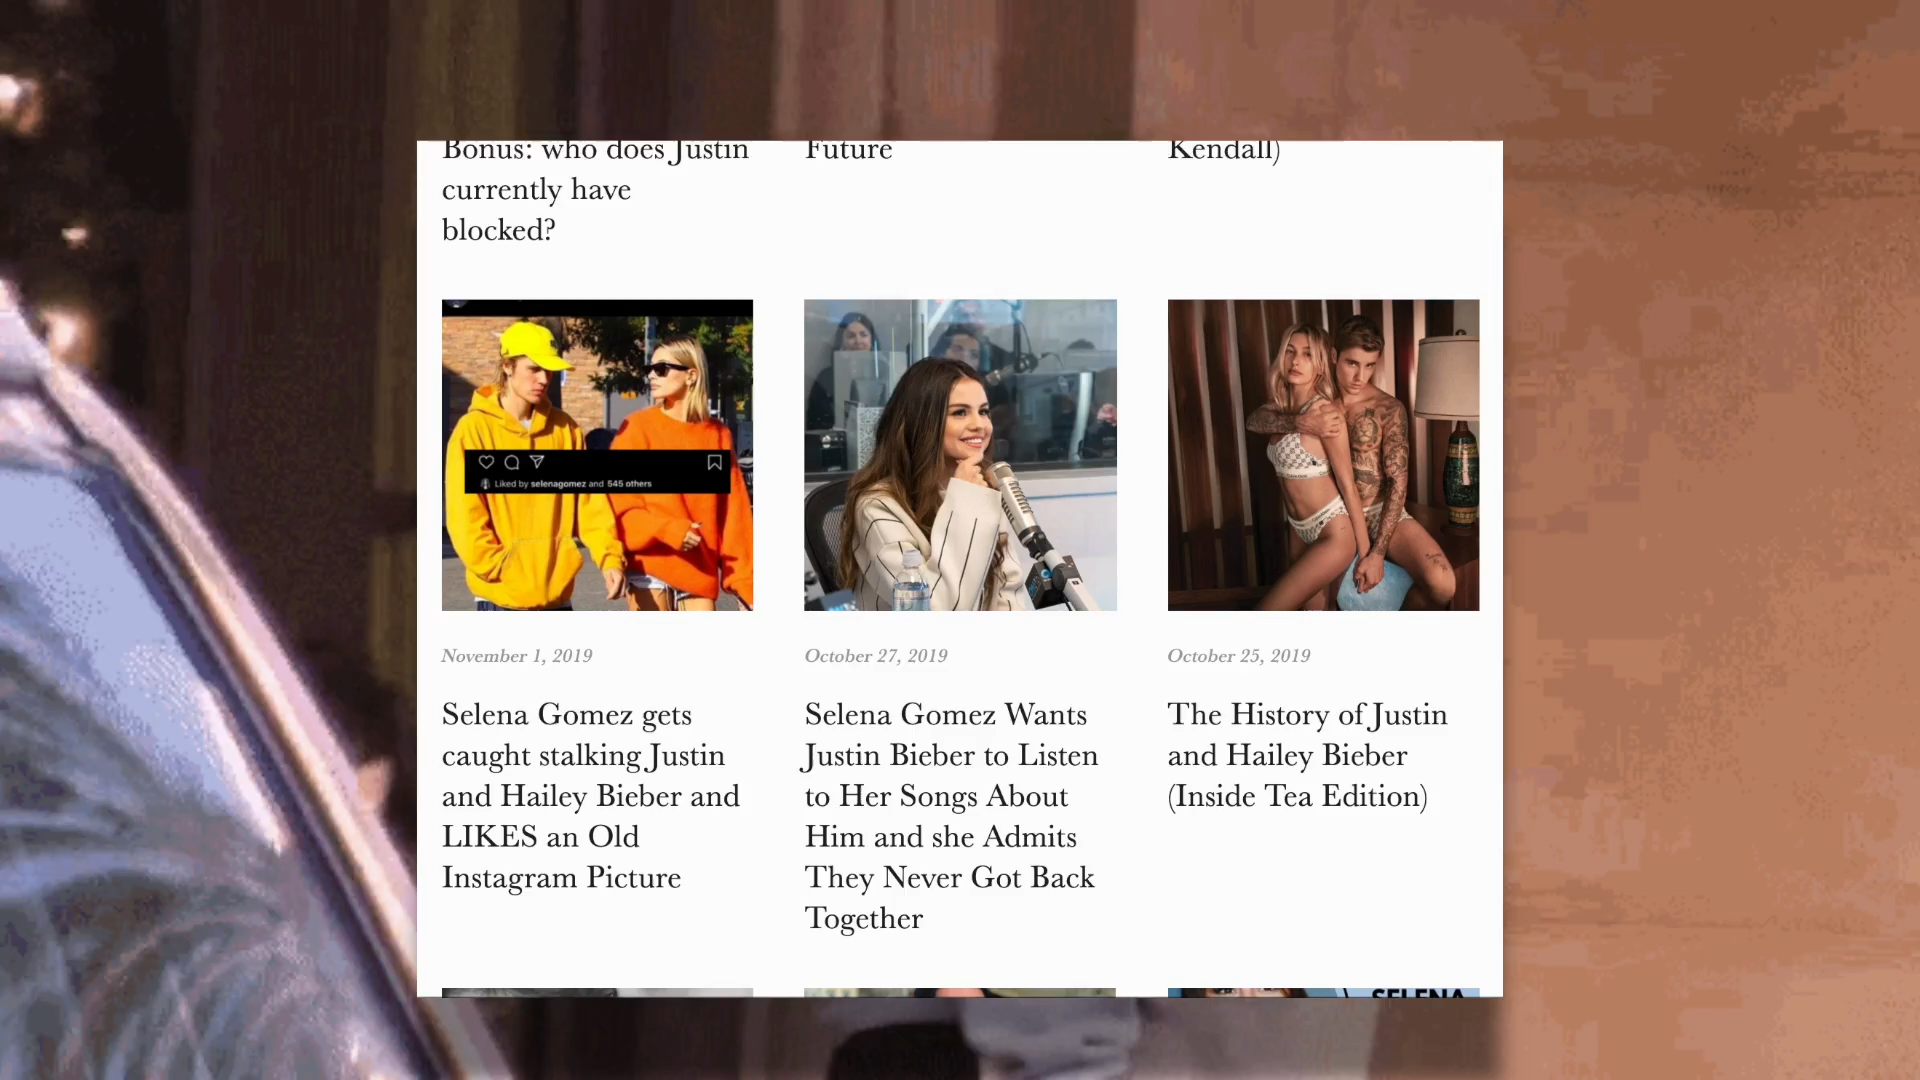 Bonus: who does Justin
currently have
blocked?
Future
Kendall)
Liked by selenagomez and 545 others
November 1, 2019
Selena Gomez gets
caught stalking Justin
and Hailey Bieber and
LIKES an Old
Instagram Picture
October 27, 2019
Selena Gomez Wants
Justin Bieber to Listen
to Her Songs About
Him and she Admits
They Never Got Back
Together
October 25, 2019
The History of Justin
and Hailey Bieber
(Inside Tea Edition)
SELENA